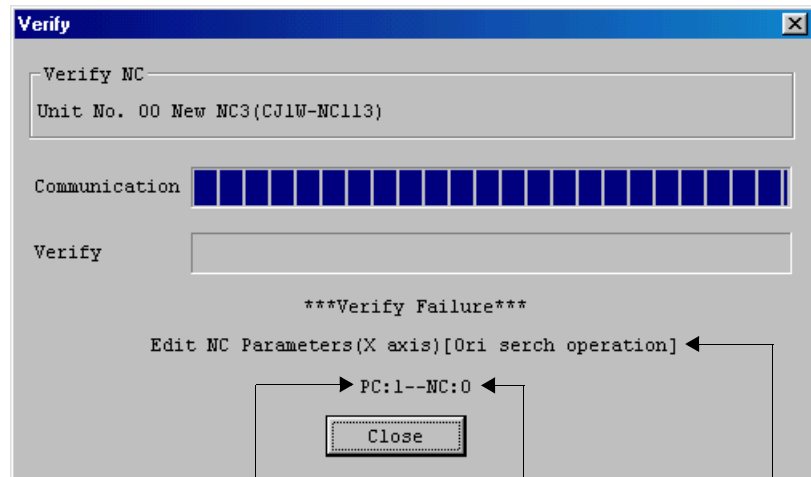 Verify
Verify NC
Unit No. 00 New NC3(CJ1W-NC113)
Communication
Verify
***Verify Failure***
Edit NC Parameters(X axis)[Ori serch operation]
PC:1--NC:0
Close